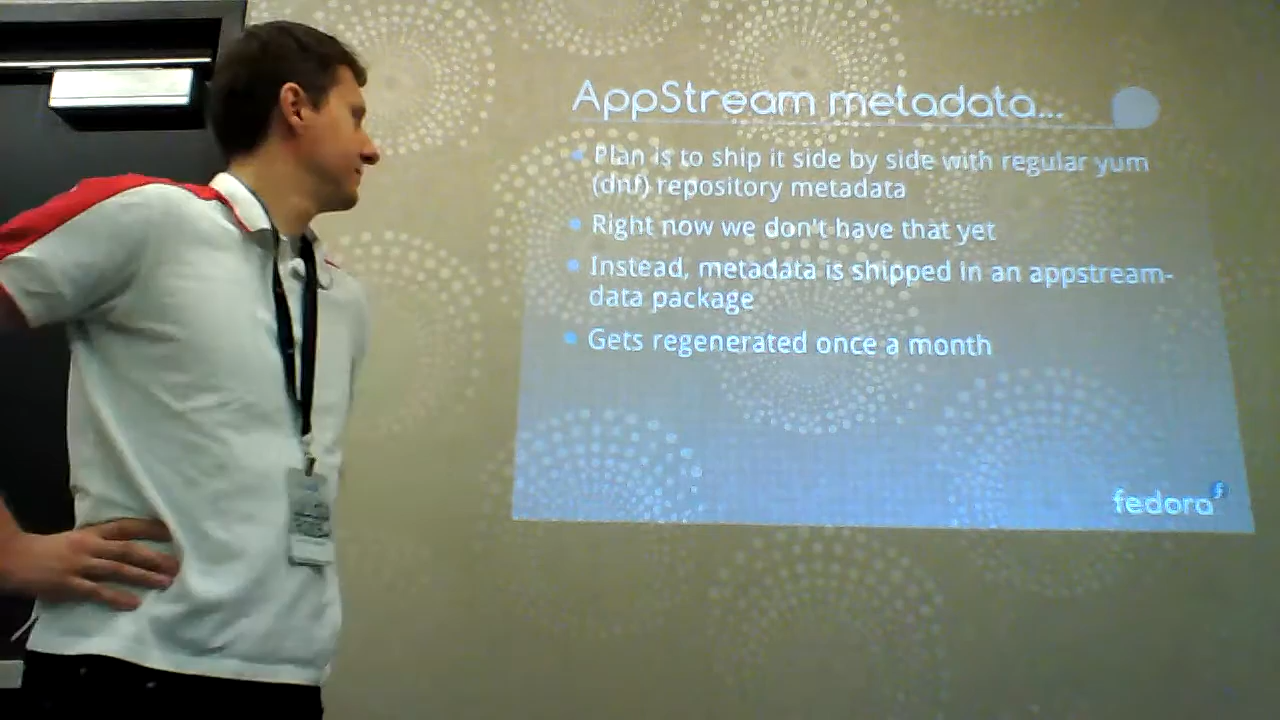 AppStream metadata...
Plan is to ship it side by side with regular yum
(dnf) repository metadata
Right now we don't have that yet
Instead, metadata is shipped in an appstream-
data package
Gets regenerated once a month
fedora